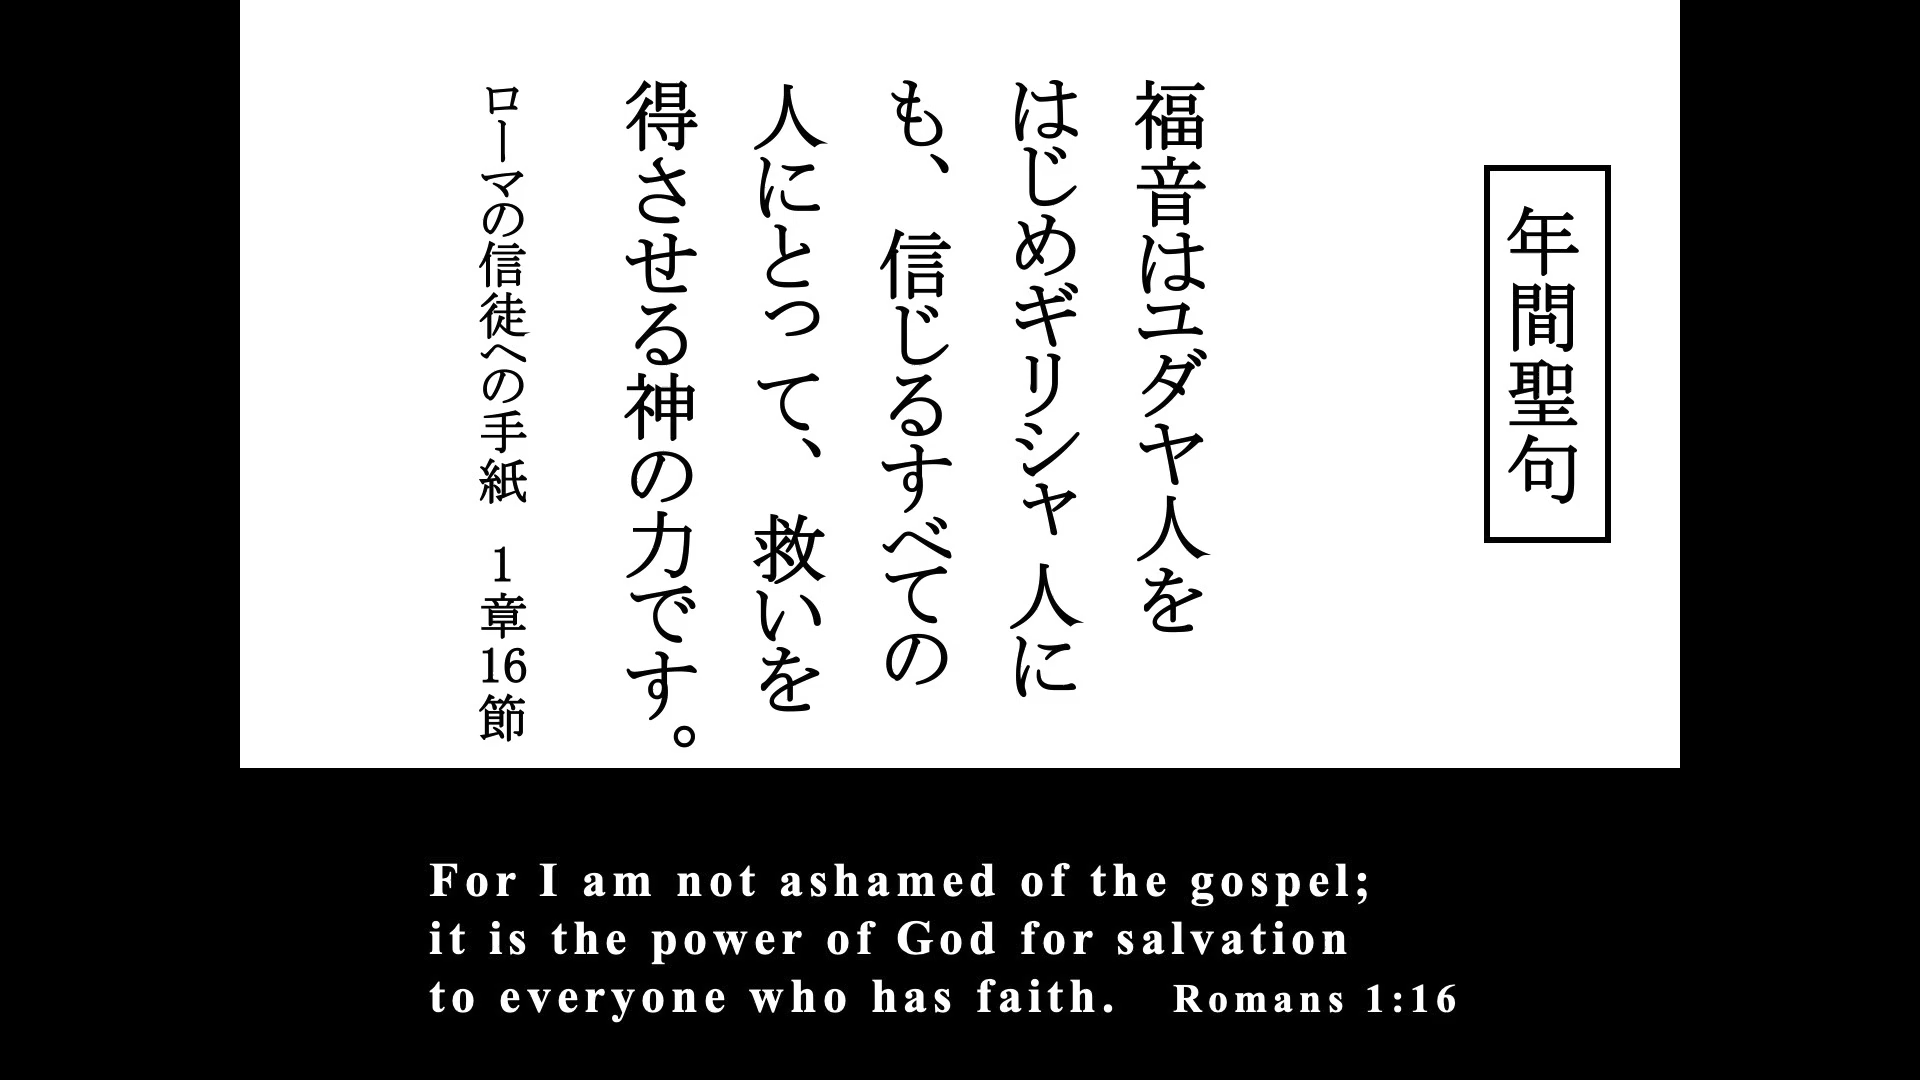 年間聖句
福音はユダヤ人を
はじめギリシャ人に
も、信じるすべての
人にとって、救いを
得させる神の力です。
ローマの信徒への手紙　1章16節
For I am not ashamed of the gospel;
it is the power of God for salvation
to everyone who has faith.　Romans 1:16